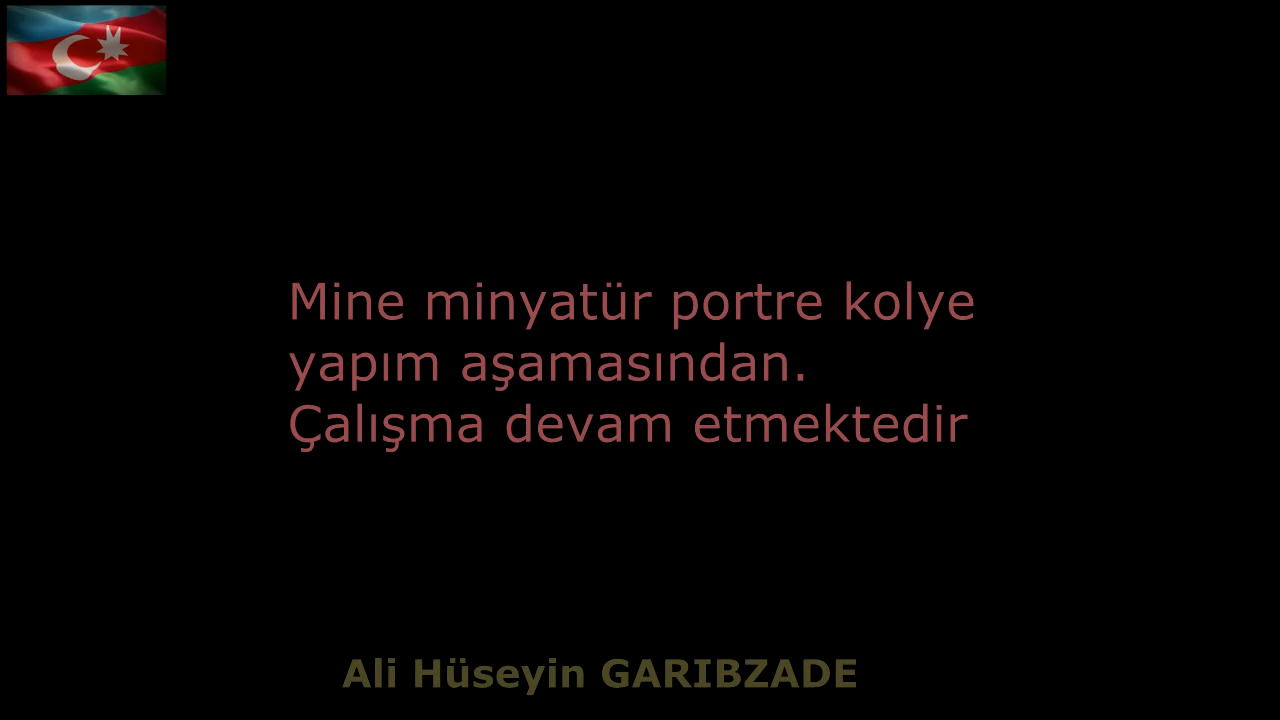 Mine minyatür portre kolye
yapım aşamasından.
Çalışma devam etmektedir
Ali Hüseyin GARIBZADE